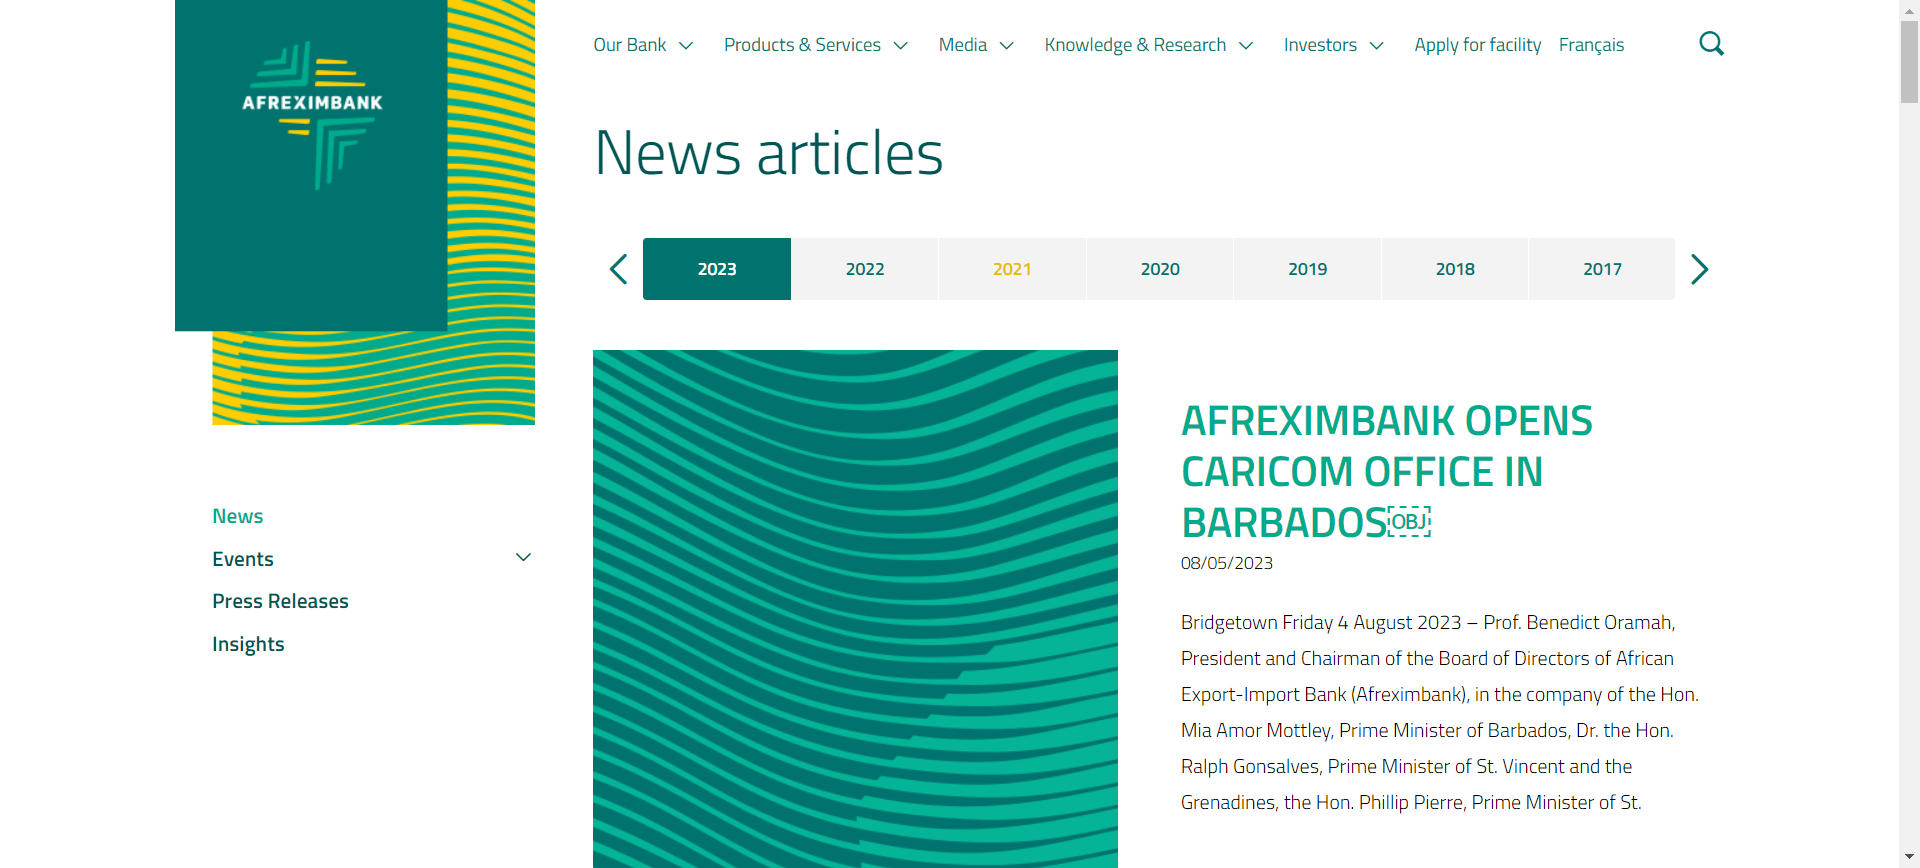 AFREXIMBANK
Our Bank
Products & Services
Media
Knowledge & Research
Investors
Apply for facility
Français
News articles
2023
2022
2021
2020
2019
2018
2017
News
Events
Press Releases
Insights
AFREXIMBANK OPENS
CARICOM OFFICE IN
BARBADOS￼
08/05/2023
Bridgetown Friday 4 August 2023 – Prof. Benedict Oramah,
President and Chairman of the Board of Directors of African
Export-Import Bank (Afreximbank), in the company of the Hon.
Mia Amor Mottley, Prime Minister of Barbados, Dr. the Hon.
Ralph Gonsalves, Prime Minister of St. Vincent and the
Grenadines, the Hon. Phillip Pierre, Prime Minister of St.